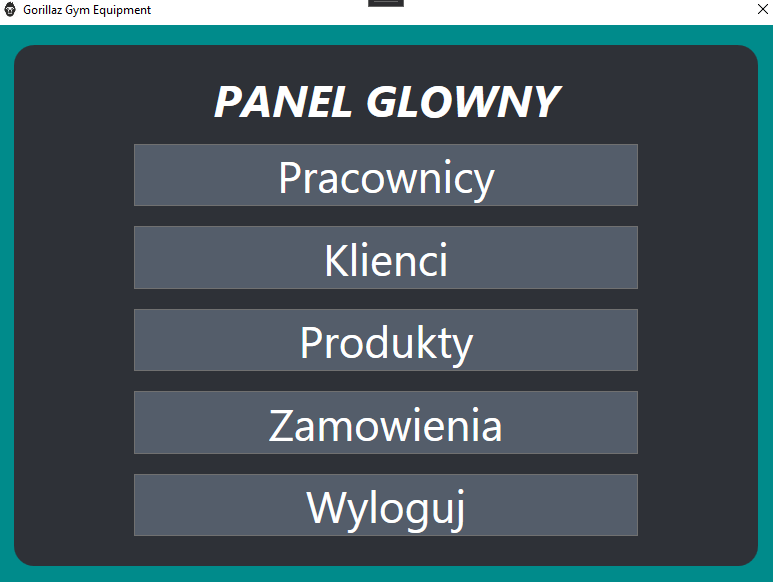 Gorillaz Gym Equipment
PANEL GLOWNY
Pracownicy
Klienci
Produkty
Zamowienia
Wyloguj